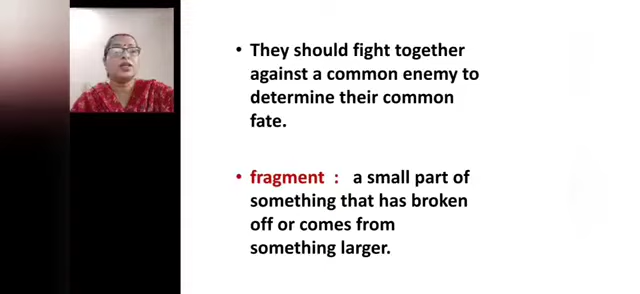 • They should fight together
against a common enemy to
determine their common
fate.
• fragment : a small part of
something that has broken
off or comes from
something larger.